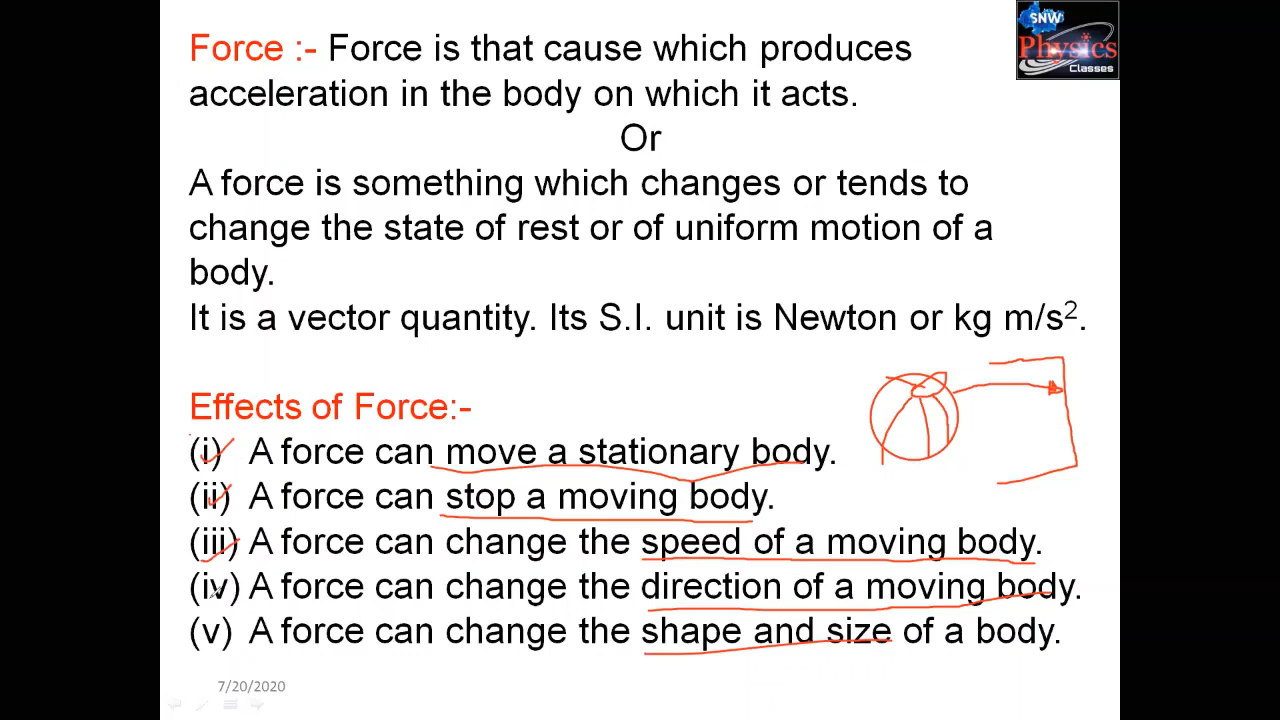 SNW
Physics
Classes
Force :- Force is that cause which produces
acceleration in the body on which it acts.
Or
A force is something which changes or tends to
change the state of rest or of uniform motion of a
body.
It is a vector quantity. Its S.I. unit is Newton or kg m/s².
Effects of Force:-
(i) A force can move a stationary body.
(ii) A force can stop a moving body.
(iii) A force can change the speed of a moving body.
(iv) A force can change the direction of a moving body.
(v) A force can change the shape and size of a body.
7/20/2020